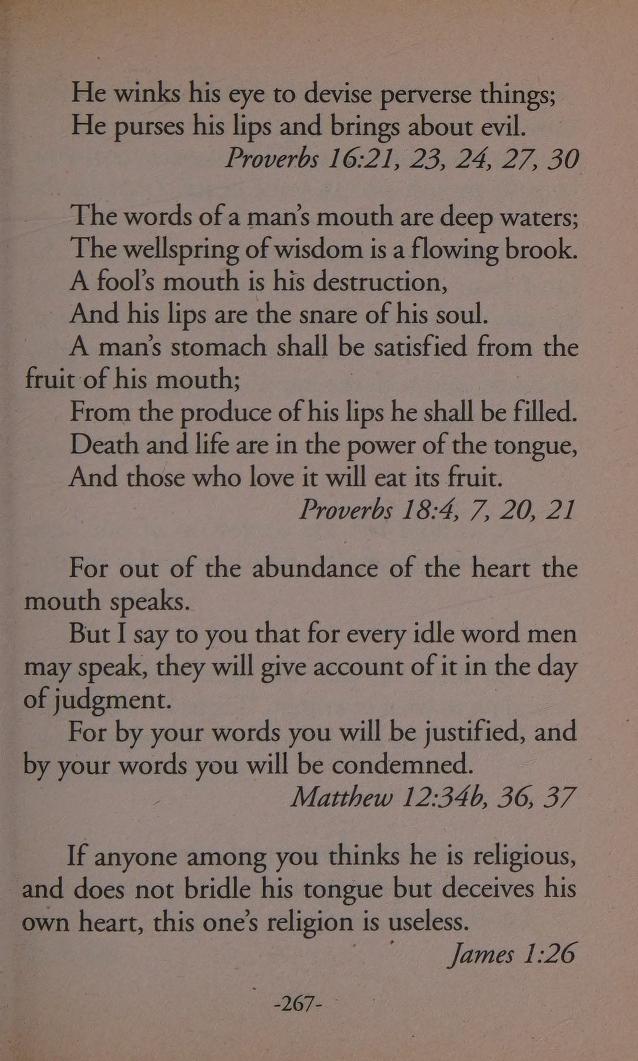 He winks his eye to devise perverse things;
He purses his lips and brings about evil.
Proverbs 16:21, 23, 24, 27, 30
The words of a man's mouth are deep waters;
The wellspring of wisdom is a flowing brook.
A fool's mouth is his destruction,
And his lips are the snare of his soul.
A man's stomach shall be satisfied from the
fruit of his mouth;
From the produce of his lips he shall be filled.
Death and life are in the power of the tongue,
And those who love it will eat its fruit.
Proverbs 18:4, 7, 20, 21
For out of the abundance of the heart the
mouth speaks.
But I say to you that for every idle word men
may speak, they will give account of it in the day
of judgment.
For by your words you will be justified, and
by your words you will be condemned.
Matthew 12:34b, 36, 37
If anyone among you thinks he is religious,
and does not bridle his tongue but deceives his
own heart, this one's religion is useless.
James 1:26
-267-